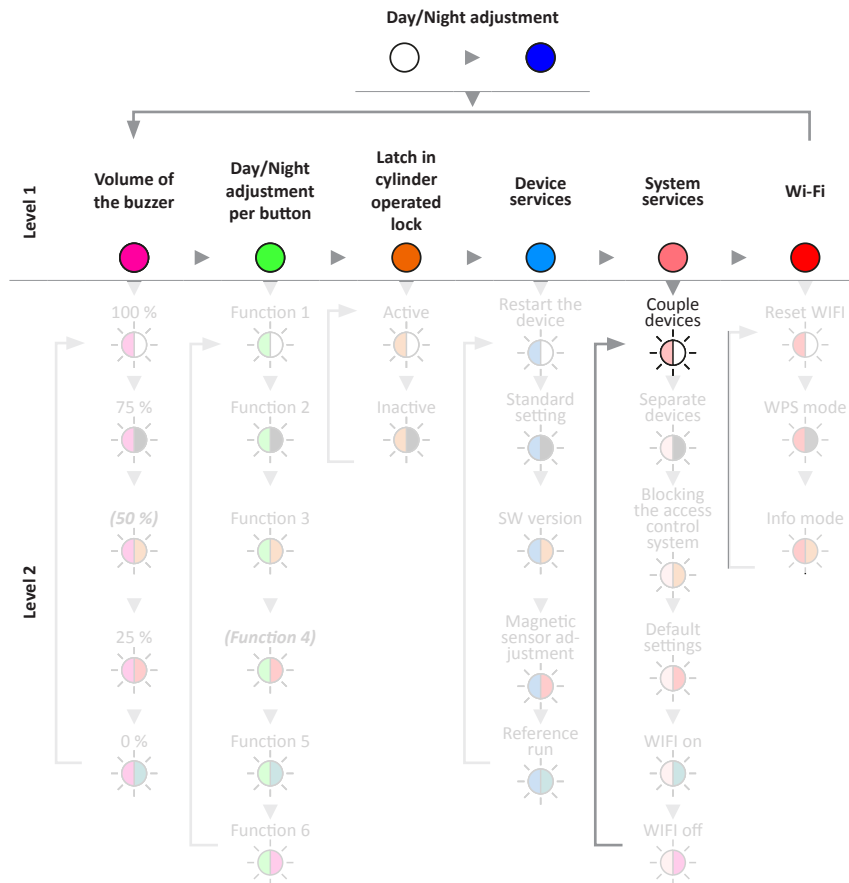 Day/Night adjustment
Level 1
Volume of
the buzzer
Day/Night
adjustment
per button
Latch in
cylinder
operated
lock
Device
services
System
services
Wi-Fi
Level 2
100 %
75 %
(50 %)
25 %
0 %
Function 1
Function 2
Function 3
(Function 4)
Function 5
Function 6
Active
Inactive
Restart the
device
Standard
setting
SW version
Magnetic
sensor ad-
justment
Reference
run
Couple
devices
Separate
devices
Blocking
the access
control
system
Default
settings
WIFI on
WIFI off
Reset WIFI
WPS mode
Info mode